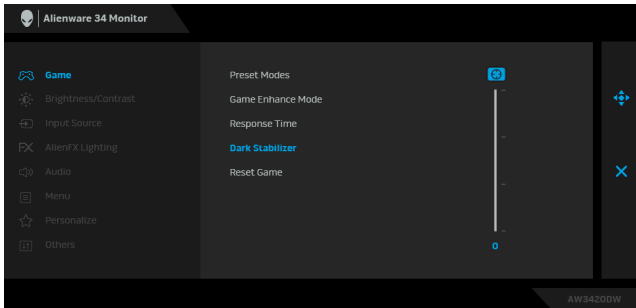 Alienware 34 Monitor
Game
Brightness/Contrast
Input Source
AlienFX Lighting
Audio
Menu
Personalize
Others
Preset Modes
Game Enhance Mode
Response Time
Dark Stabilizer
Reset Game
0
AW3420DW